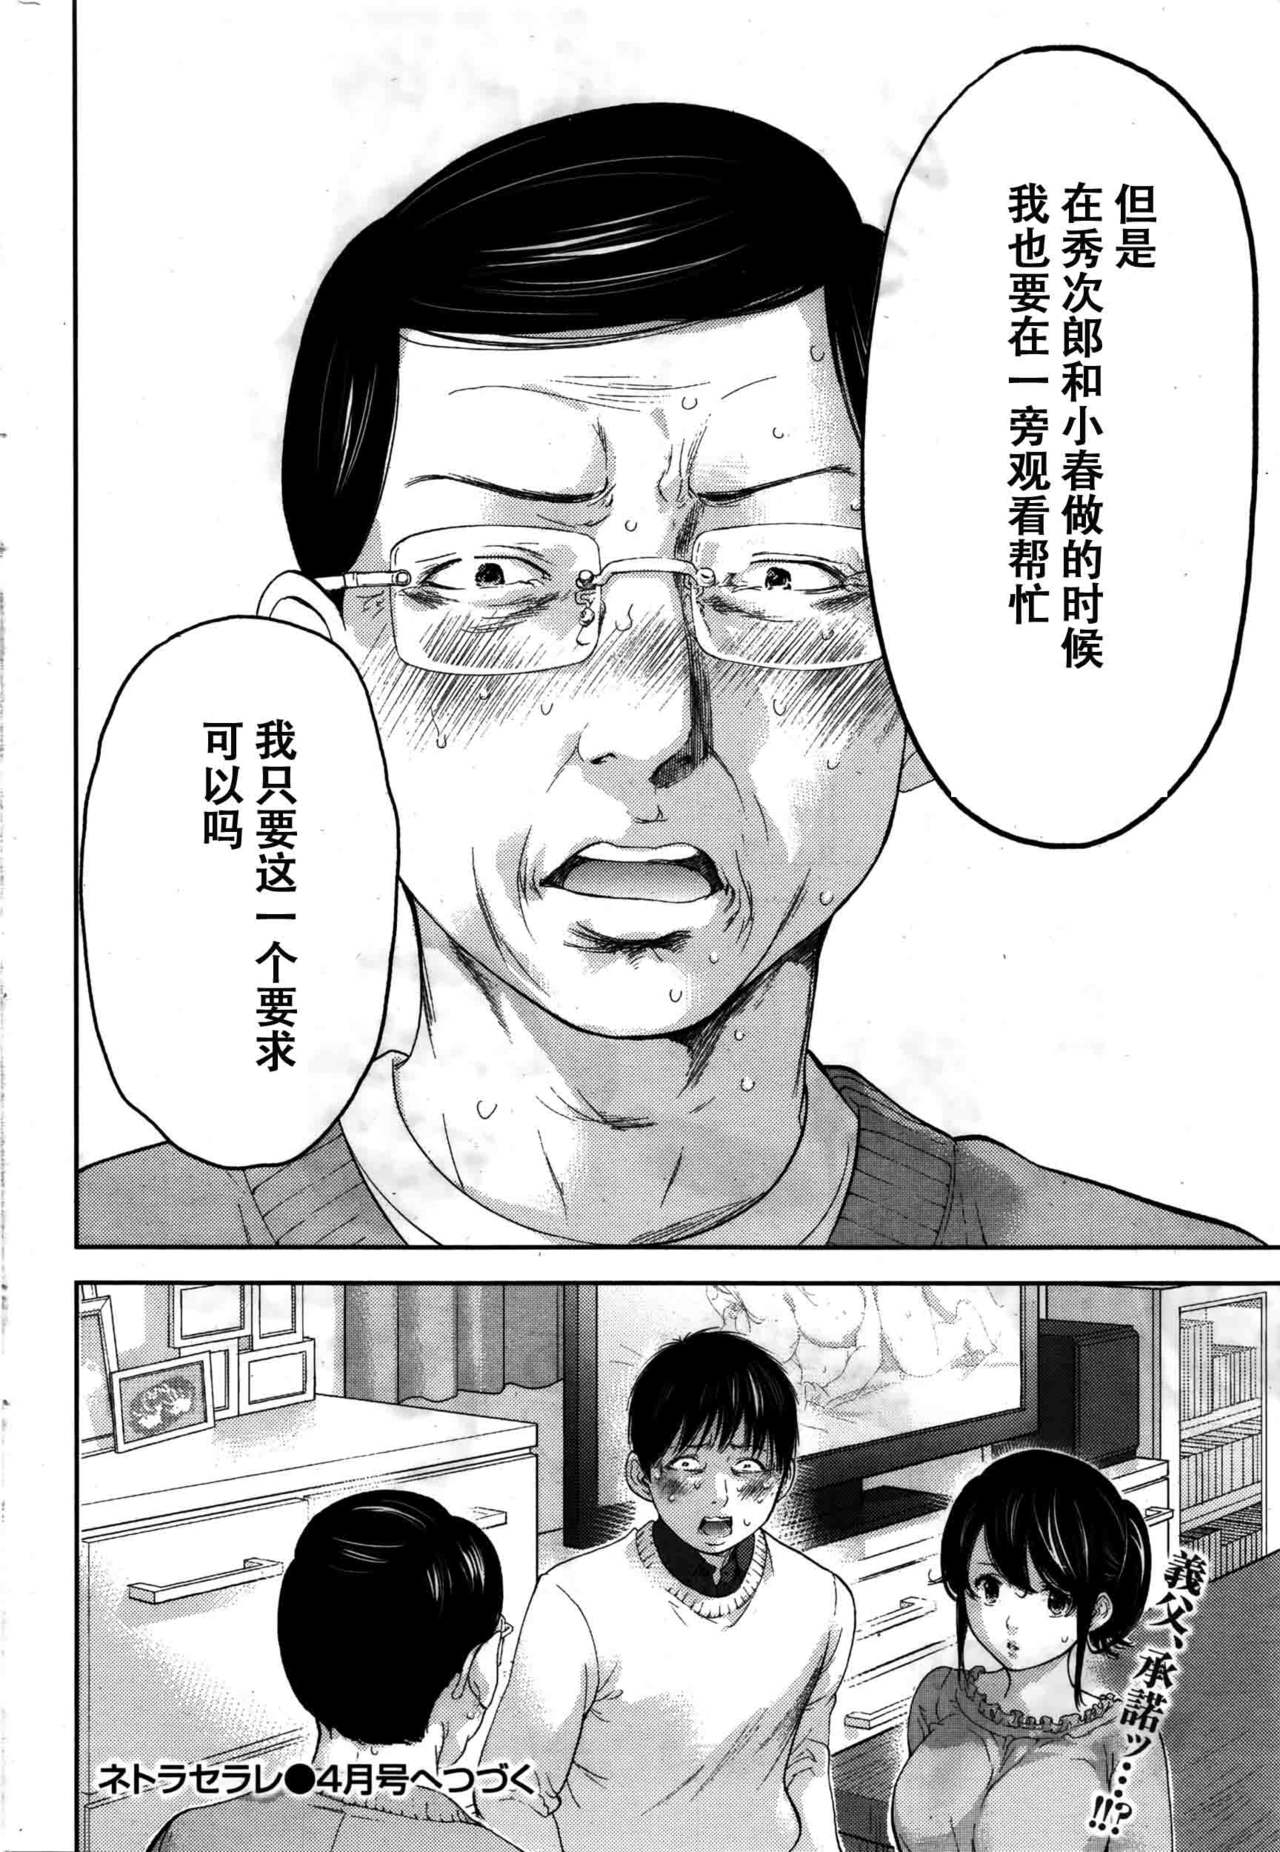 但是
在秀次郎和小春做的时候
我也要在一旁观看帮忙
我只要这一个要求
可以吗
義父、承諾ッ…!!?
ネトラセラレ●4月号へつづく